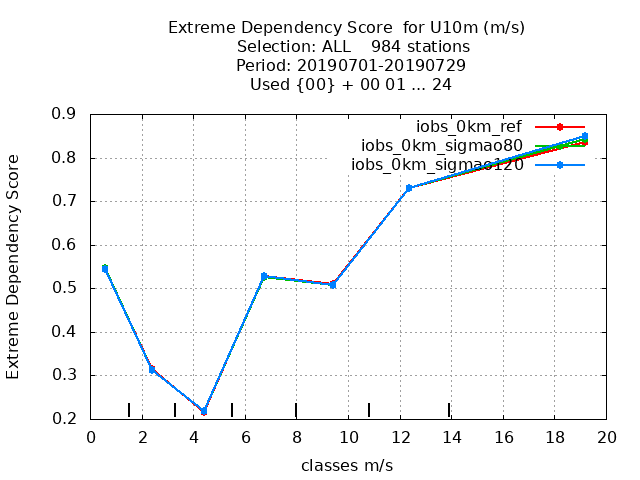 Extreme Dependency Score  for U10m (m/s)
Selection: ALL    984 stations
Period: 20190701-20190729
Used {00} + 00 01 ... 24
Extreme Dependency Score
0.9
0.8
0.7
0.6
0.5
0.4
0.3
0.2
iobs_0km_ref
iobs_0km_sigmao80
iobs_0km_sigmao120
0 2 4 6 8 10 12 14 16 18 20
classes m/s